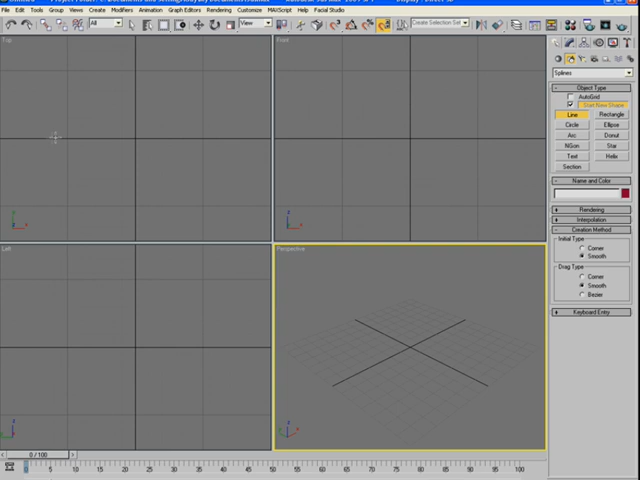 File Edit Tools Group Views Create Modifiers Animation Graph Editors Rendering Customize MAXScript Help Facial Studio
All View Create Selection Set
Top
Front
Left
Perspective
Splines
Object Type
AutoGrid
Start New Shape
Line Rectangle
Circle Ellipse
Arc Donut
NGon Star
Text Helix
Section
Name and Color
Rendering
Interpolation
Creation Method
Initial Type
Corner
Smooth
Drag Type
Corner
Smooth
Bezier
Keyboard Entry
0 / 100
0 5 10 15 20 25 30 35 40 45 50 55 60 65 70 75 80 85 90 95 100